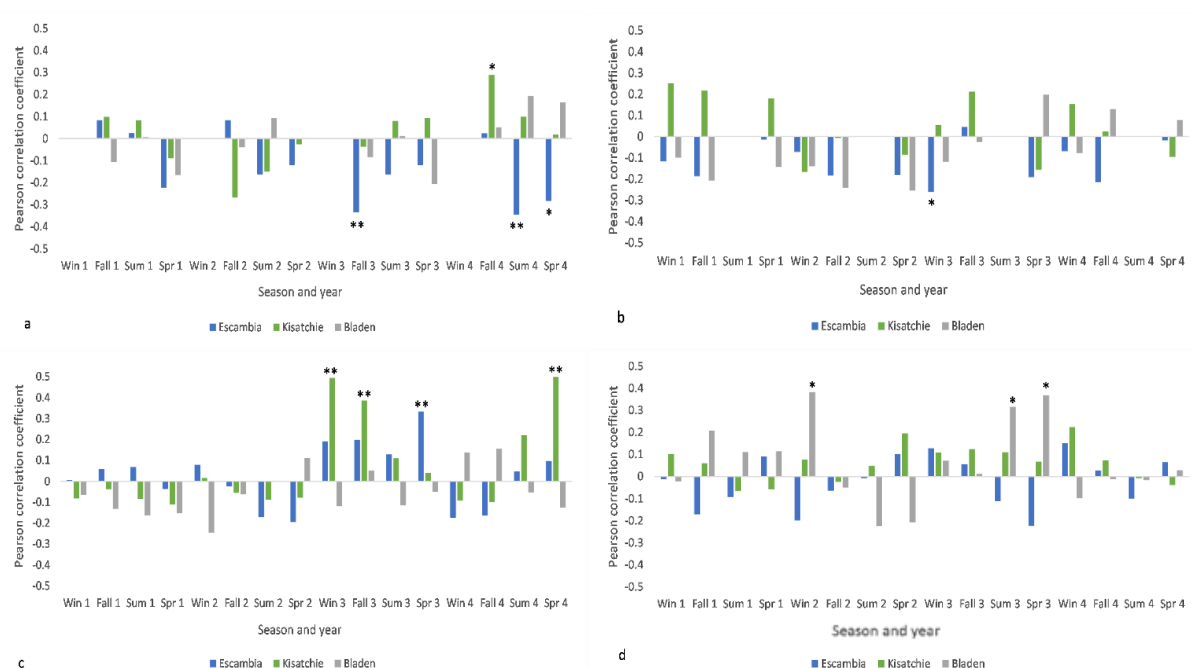 Pearson correlation coefficient
0.5
0.4
0.3
0.2
0.1
0
-0.1
-0.2
-0.3
-0.4
-0.5
*
**
**
*
Win 1 Fall 1 Sum 1 Spr 1 Win 2 Fall 2 Sum 2 Spr 2 Win 3 Fall 3 Sum 3 Spr 3 Win 4 Fall 4 Sum 4 Spr 4
Season and year
a
Escambia Kisatchie Bladen
Pearson correlation coefficient
0.5
0.4
0.3
0.2
0.1
0
-0.1
-0.2
-0.3
-0.4
-0.5
*
Win 1 Fall 1 Sum 1 Spr 1 Win 2 Fall 2 Sum 2 Spr 2 Win 3 Fall 3 Sum 3 Spr 3 Win 4 Fall 4 Sum 4 Spr 4
Season and year
b
Escambia Kisatchie Bladen
Pearson correlation coefficient
0.5
0.4
0.3
0.2
0.1
0
-0.1
-0.2
-0.3
-0.4
-0.5
** ** ** **
Win 1 Fall 1 Sum 1 Spr 1 Win 2 Fall 2 Sum 2 Spr 2 Win 3 Fall 3 Sum 3 Spr 3 Win 4 Fall 4 Sum 4 Spr 4
Season and year
c
Escambia Kisatchie Bladen
Pearson correlation coefficient
0.5
0.4
0.3
0.2
0.1
0
-0.1
-0.2
-0.3
-0.4
-0.5
* * *
Win 1 Fall 1 Sum 1 Spr 1 Win 2 Fall 2 Sum 2 Spr 2 Win 3 Fall 3 Sum 3 Spr 3 Win 4 Fall 4 Sum 4 Spr 4
Season and year
d
Escambia Kisatchie Bladen